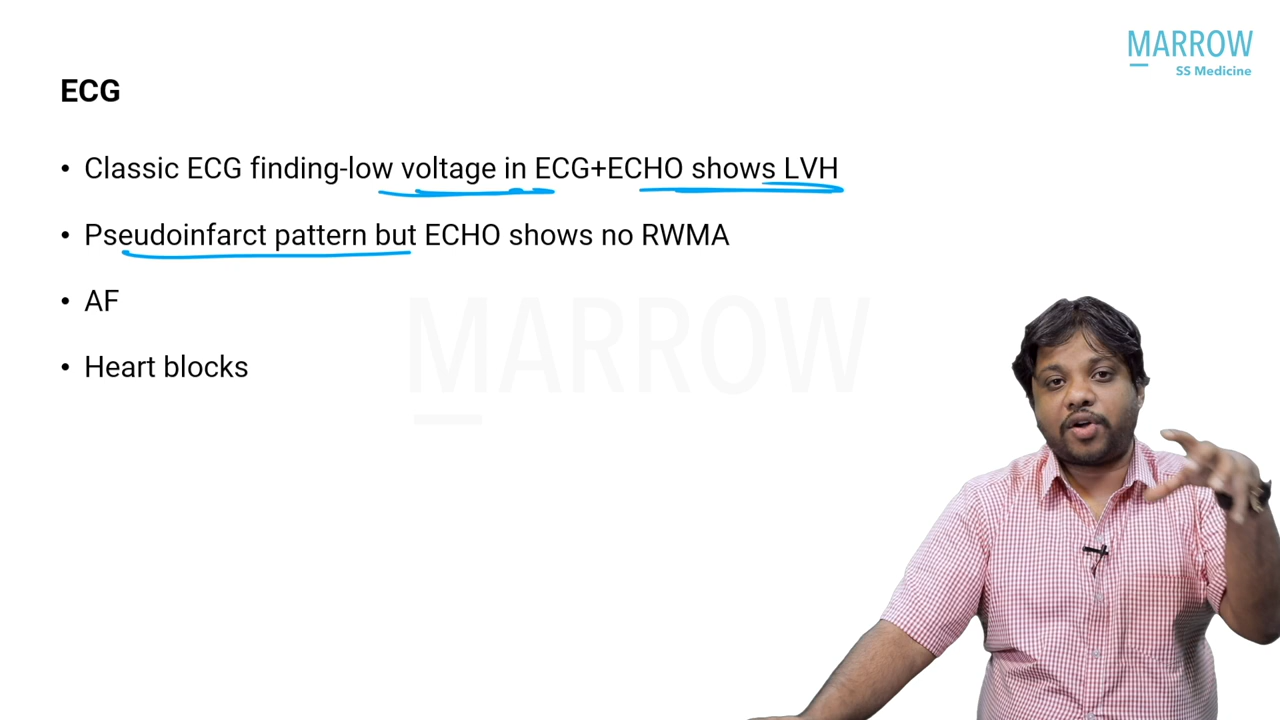 MARROW
SS Medicine
ECG
• Classic ECG finding-low voltage in ECG+ECHO shows LVH
• Pseudoinfarct pattern but ECHO shows no RWMA
• AF
• Heart blocks
MARROW